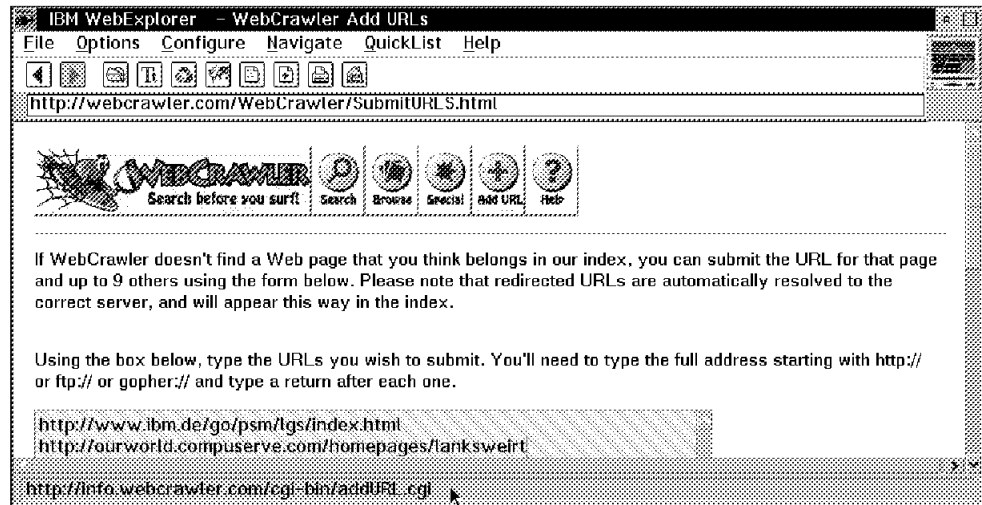 IBM WebExplorer - WebCrawler Add URLs
File Options Configure Navigate QuickList Help
http://webcrawler.com/WebCrawler/SubmitURLS.html
WEBCRAWLER
Search before you surf!
Search Browse Special Add URL Help
If WebCrawler doesn't find a Web page that you think belongs in our index, you can submit the URL for that page
and up to 9 others using the form below. Please note that redirected URLs are automatically resolved to the
correct server, and will appear this way in the index.
Using the box below, type the URLs you wish to submit. You'll need to type the full address starting with http://
or ftp:// or gopher:// and type a return after each one.
http://www.ibm.de/go/psm/lgs/index.html
http://ourworld.compuserve.com/homepages/lanksweirt
http://info.webcrawler.com/cgi-bin/addURL.cgi